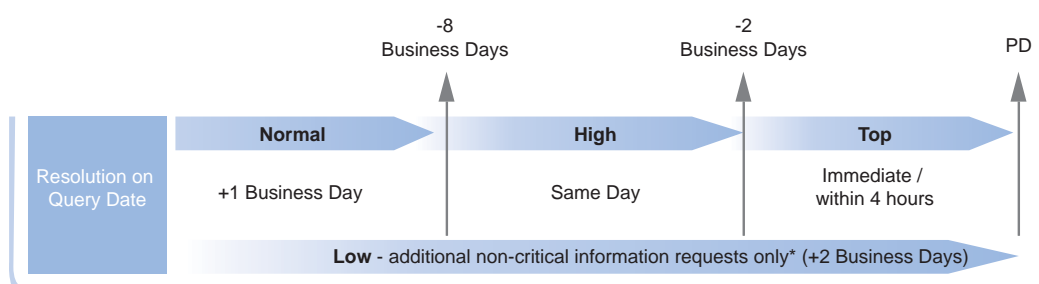 -8
Business Days
-2
Business Days
PD
Resolution on
Query Date
Normal
High
Top
+1 Business Day
Same Day
Immediate /
within 4 hours
Low - additional non-critical information requests only* (+2 Business Days)